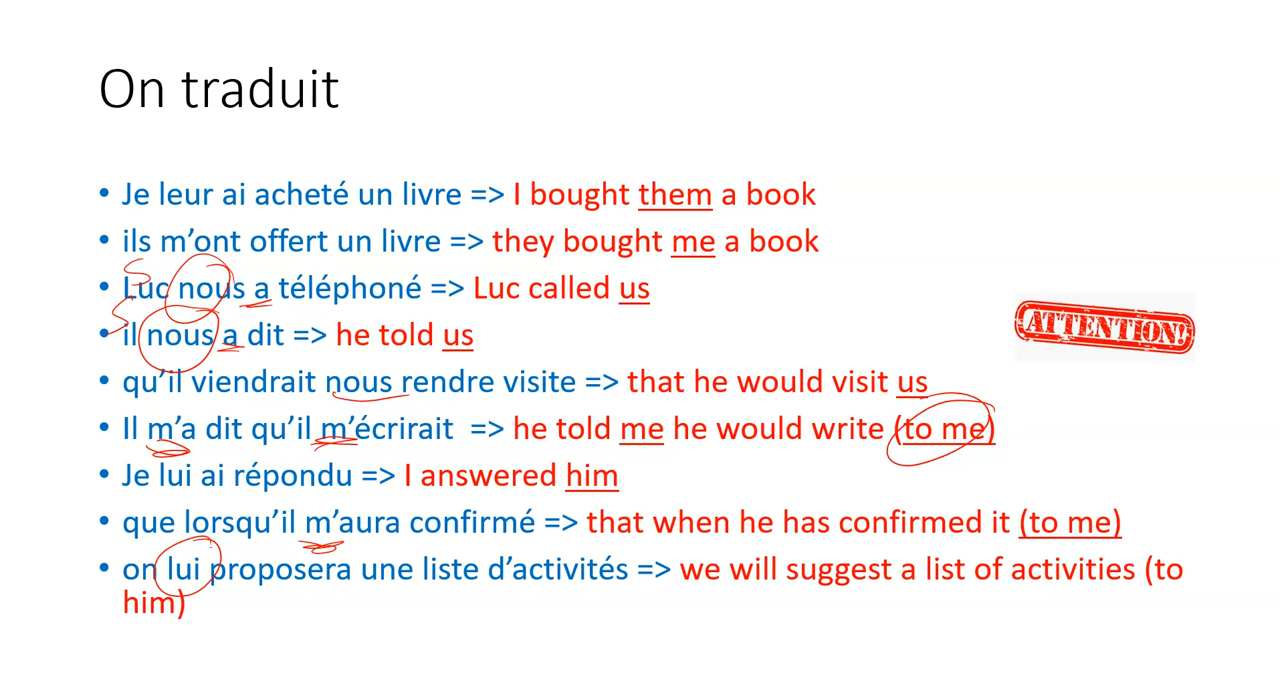 On traduit
• Je leur ai acheté un livre => I bought them a book
• ils m'ont offert un livre => they bought me a book
• Luc nous a téléphoné => Luc called us
• il nous a dit => he told us
ATTENTION!
• qu'il viendrait nous rendre visite => that he would visit us
• Il m'a dit qu'il m'écrirait => he told me he would write (to me)
• Je lui ai répondu => I answered him
• que lorsqu'il m'aura confirmé => that when he has confirmed it (to me)
• on lui proposera une liste d'activités => we will suggest a list of activities (to
him)